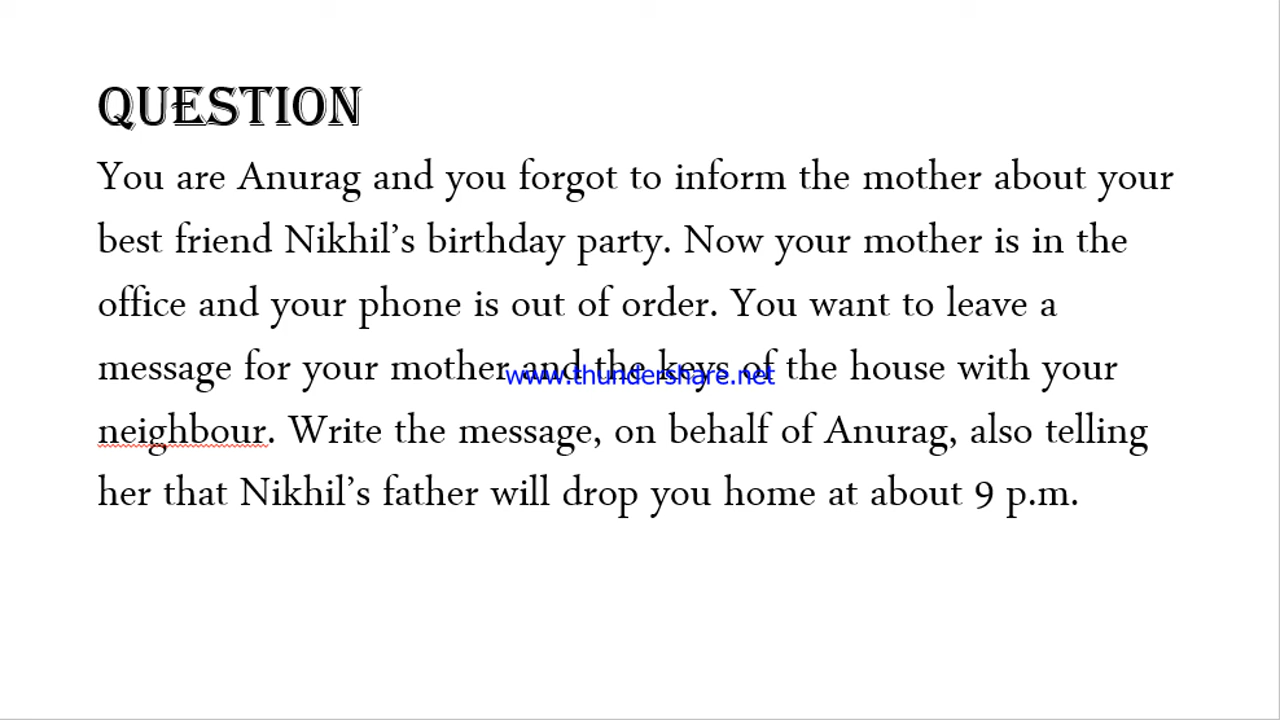 QUESTION
You are Anurag and you forgot to inform the mother about your
best friend Nikhil’s birthday party. Now your mother is in the
office and your phone is out of order. You want to leave a
message for your mother and the keys of the house with your
www.thundershare.net
neighbour. Write the message, on behalf of Anurag, also telling
her that Nikhil’s father will drop you home at about 9 p.m.